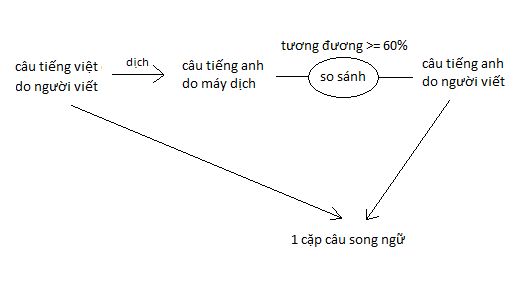 tương đương >= 60%
câu tiếng việt
do người viết
dịch
câu tiếng anh
do máy dịch
so sánh
câu tiếng anh
do người viết
1 cặp câu song ngữ